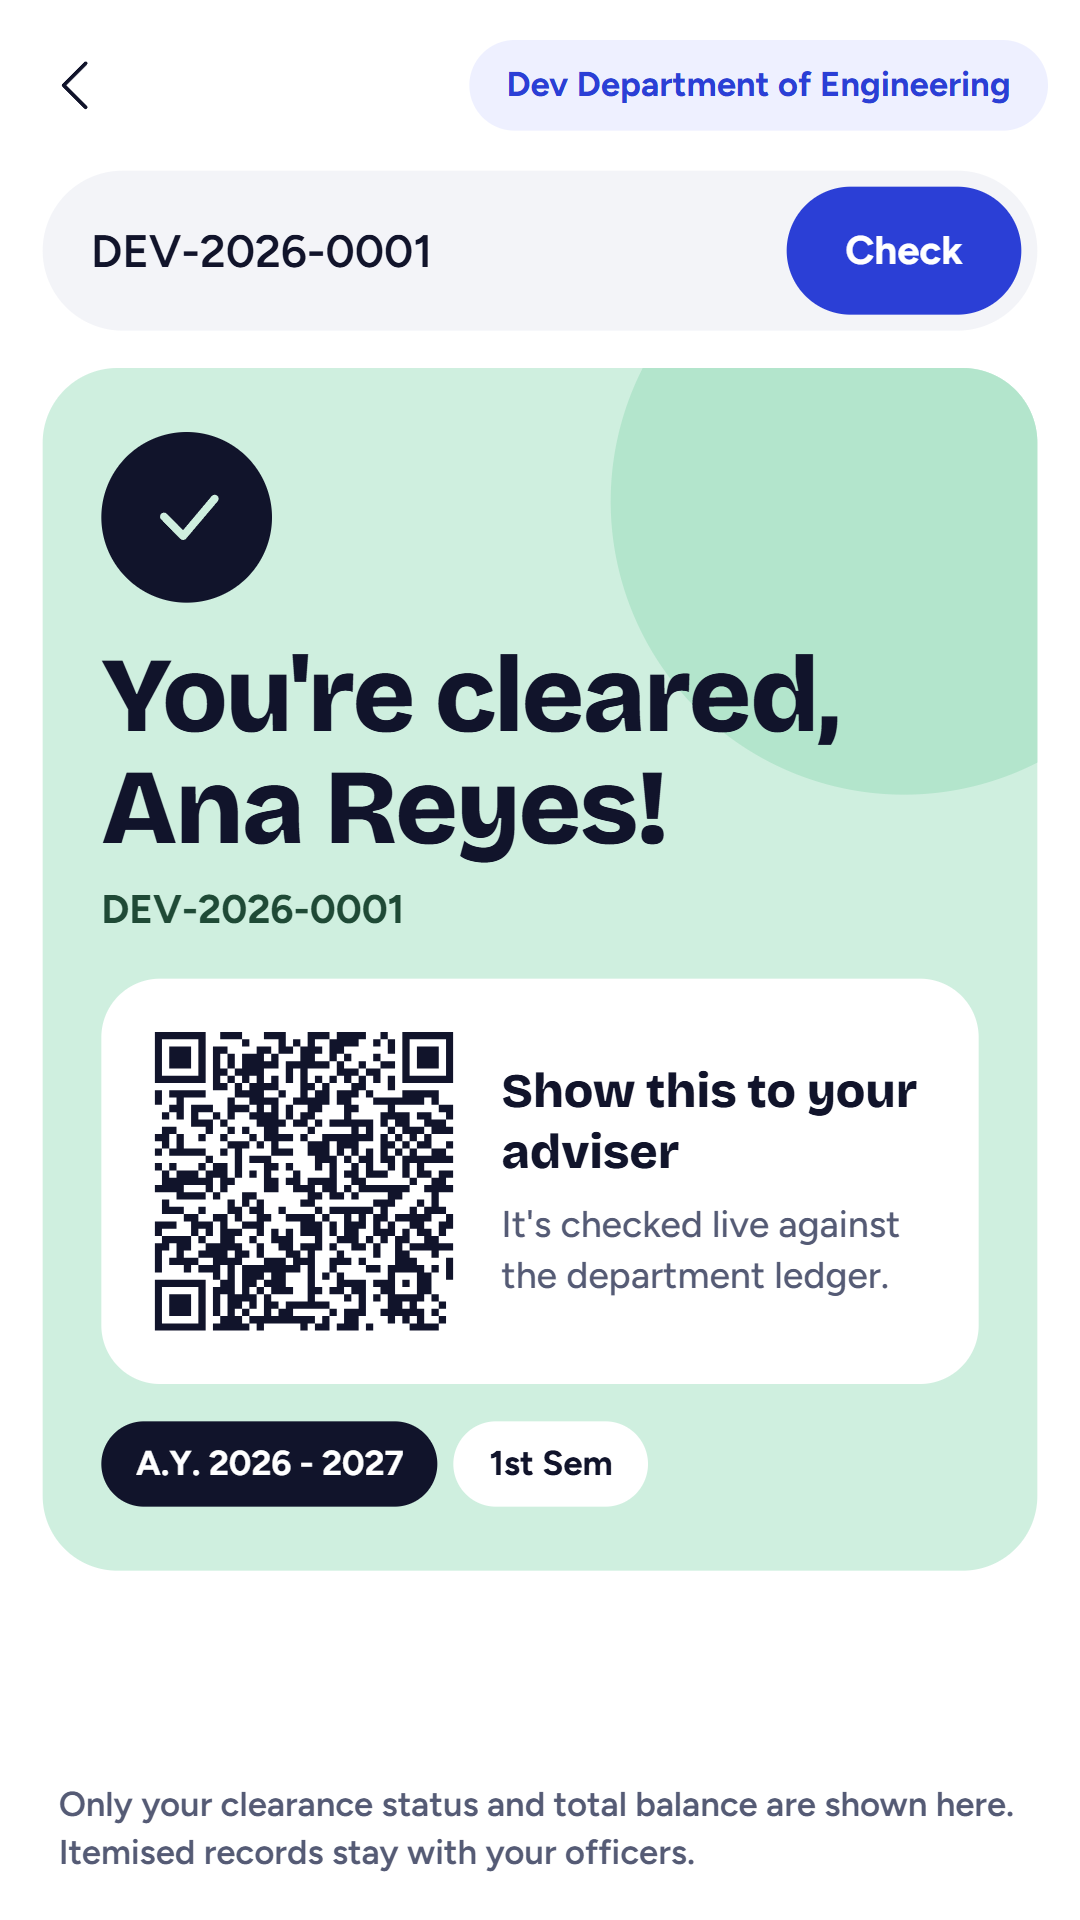 Dev Department of Engineering
DEV-2026-0001
Check
You're cleared,
Ana Reyes!
DEV-2026-0001
Show this to your
adviser
It's checked live against
the department ledger.
A.Y. 2026 - 2027
1st Sem
Only your clearance status and total balance are shown here.
Itemised records stay with your officers.